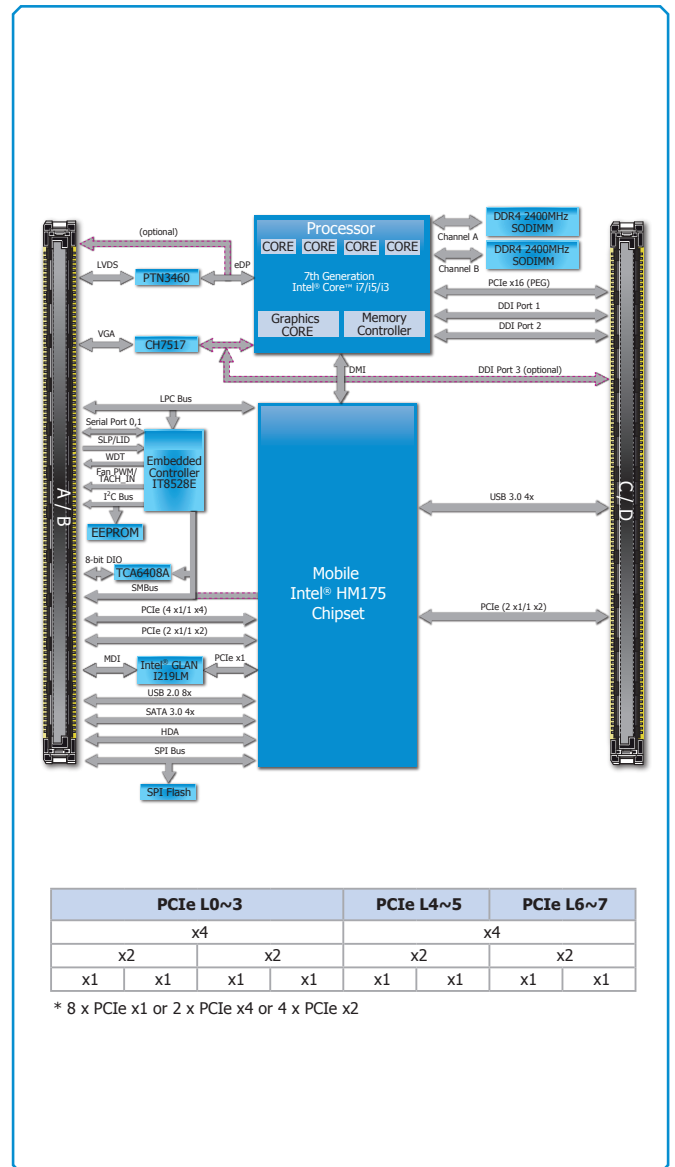 (optional)
LVDS
PTN3460
eDP
VGA
CH7517
Processor
CORE CORE CORE CORE
7th Generation
Intel® Core™ i7/i5/i3
Graphics
CORE
Memory
Controller
DDR4 2400MHz
SODIMM
Channel A
DDR4 2400MHz
SODIMM
Channel B
PCIe x16 (PEG)
DDI Port 1
DDI Port 2
DMI
DDI Port 3 (optional)
A / B
C / D
LPC Bus
Serial Port 0,1
SLP/LID
WDT
Fan PWM/
TACH_IN
I²C Bus
Embedded
Controller
IT8528E
EEPROM
8-bit DIO
TCA6408A
SMBus
PCIe (4 x1/1 x4)
PCIe (2 x1/1 x2)
MDI
Intel® GLAN
I219LM
PCIe x1
USB 2.0 8x
SATA 3.0 4x
HDA
SPI Bus
SPI Flash
Mobile
Intel® HM175
Chipset
USB 3.0 4x
PCIe (2 x1/1 x2)
PCIe L0~3 PCIe L4~5 PCIe L6~7
x4 x4
x2 x2 x2 x2
x1 x1 x1 x1 x1 x1 x1 x1
* 8 x PCIe x1 or 2 x PCIe x4 or 4 x PCIe x2